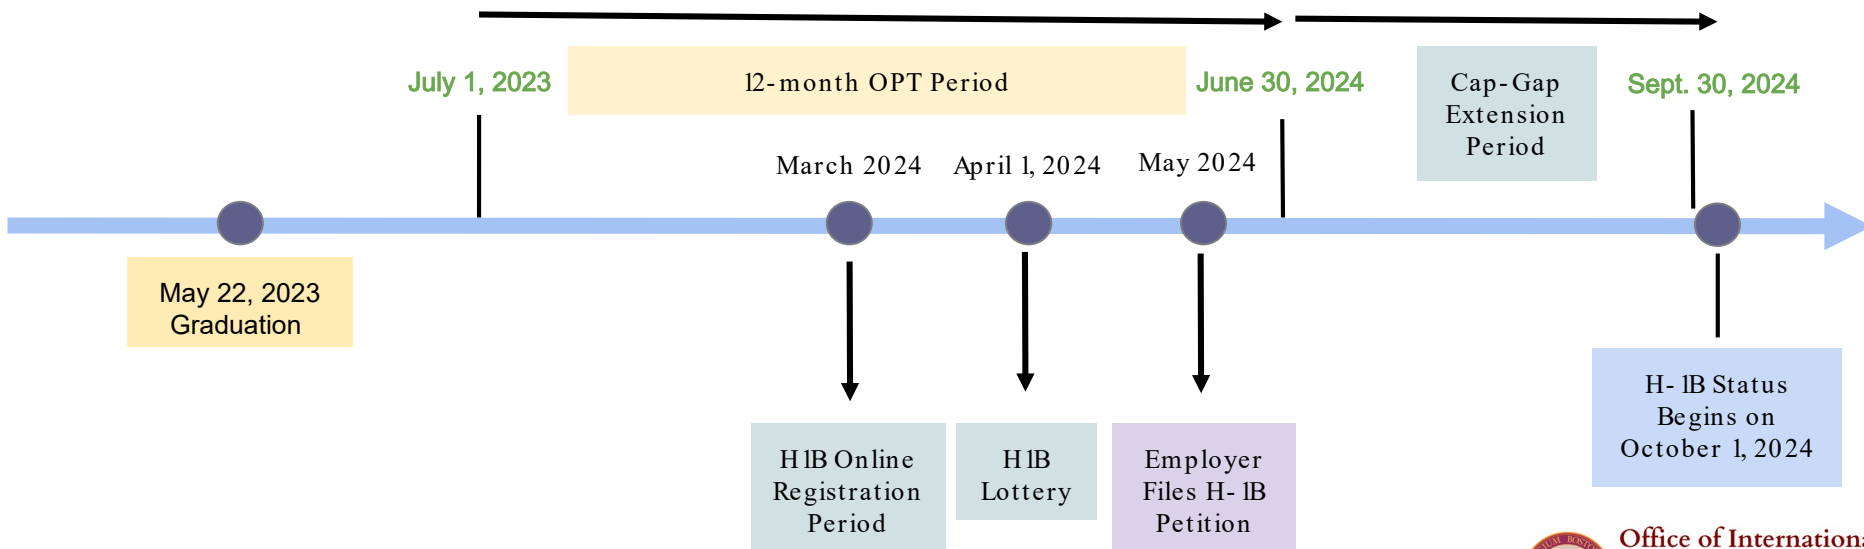 July 1, 2023
12-month OPT Period
June 30, 2024
Cap-Gap
Extension
Period
Sept. 30, 2024
March 2024
April 1, 2024
May 2024
May 22, 2023
Graduation
H1B Online
Registration
Period
H1B
Lottery
Employer
Files H-1B
Petition
H-1B Status
Begins on
October 1, 2024
Office of Internationa